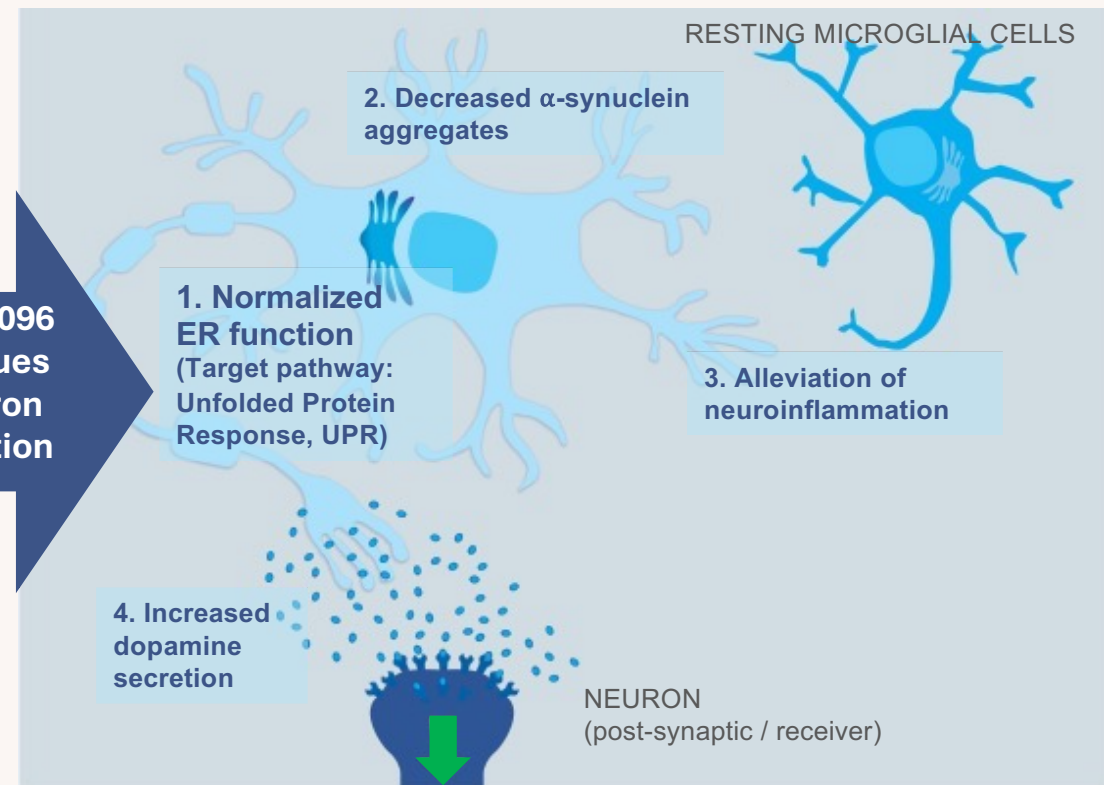 RESTING MICROGLIAL CELLS
2. Decreased α-synuclein
aggregates
096
ues
ron
tion
1. Normalized
ER function
(Target pathway:
Unfolded Protein
Response, UPR)
3. Alleviation of
neuroinflammation
4. Increased
dopamine
secretion
NEURON
(post-synaptic / receiver)